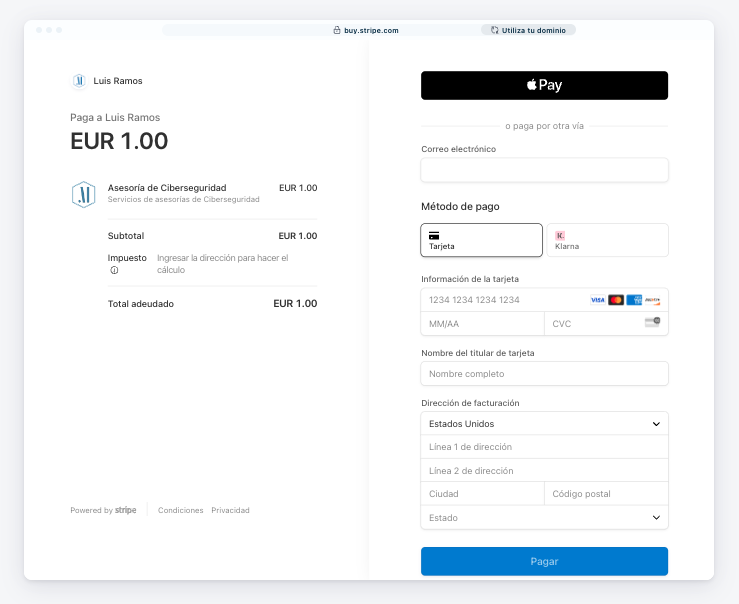 buy.stripe.com
Utiliza tu dominio
Luis Ramos
Paga a Luis Ramos
EUR 1.00
Asesoría de Ciberseguridad EUR 1.00
Servicios de asesorías de Ciberseguridad
Subtotal EUR 1.00
Impuesto Ingresar la dirección para hacer el
cálculo
Total adeudado EUR 1.00
Powered by stripe
Condiciones Privacidad
Pay
o paga por otra vía
Correo electrónico
Método de pago
Tarjeta
K.
Klarna
Información de la tarjeta
1234 1234 1234 1234 VISA
MM/AA CVC
Nombre del titular de tarjeta
Nombre completo
Dirección de facturación
Estados Unidos
Línea 1 de dirección
Línea 2 de dirección
Ciudad Código postal
Estado
Pagar